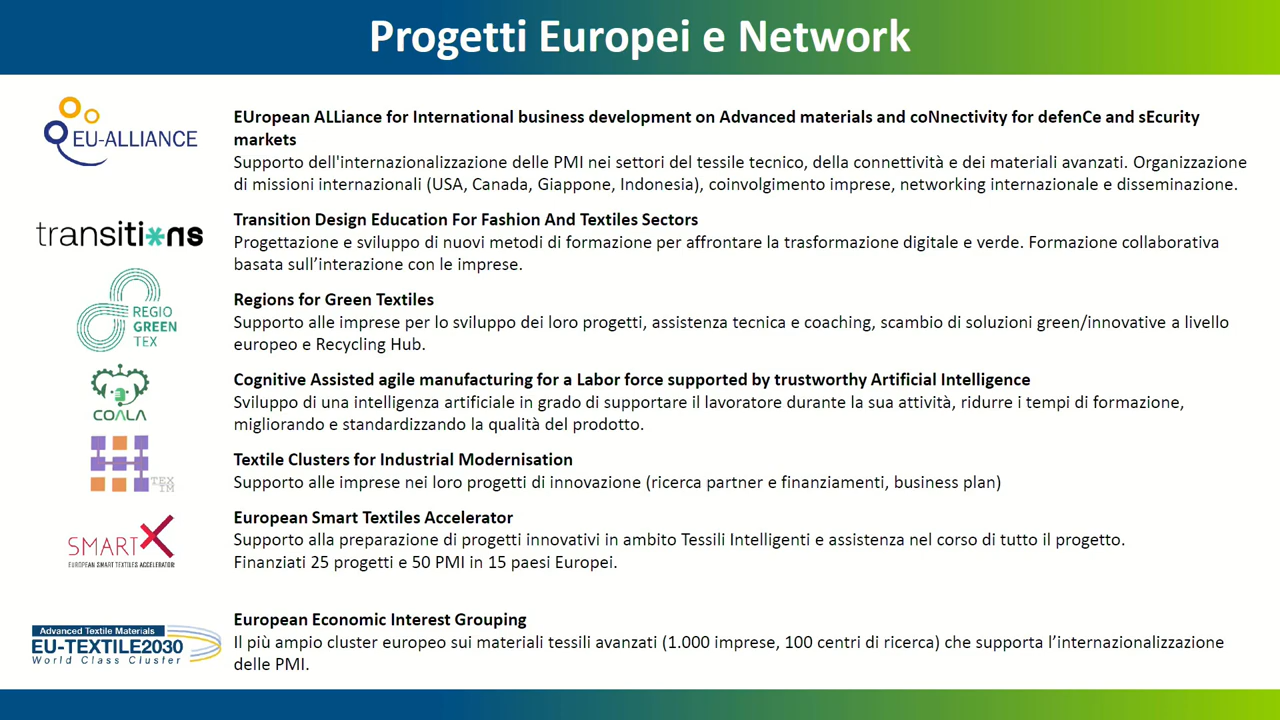 Progetti Europei e Network
EU-ALLIANCE
EUropean ALLiance for International business development on Advanced materials and coNnectivity for defenCe and sEcurity
markets
Supporto dell'internazionalizzazione delle PMI nei settori del tessile tecnico, della connettività e dei materiali avanzati. Organizzazione
di missioni internazionali (USA, Canada, Giappone, Indonesia), coinvolgimento imprese, networking internazionale e disseminazione.
transiti*ns
Transition Design Education For Fashion And Textiles Sectors
Progettazione e sviluppo di nuovi metodi di formazione per affrontare la trasformazione digitale e verde. Formazione collaborativa
basata sull’interazione con le imprese.
REGIO
GREEN
TEX
Regions for Green Textiles
Supporto alle imprese per lo sviluppo dei loro progetti, assistenza tecnica e coaching, scambio di soluzioni green/innovative a livello
europeo e Recycling Hub.
COALA
Cognitive Assisted agile manufacturing for a Labor force supported by trustworthy Artificial Intelligence
Sviluppo di una intelligenza artificiale in grado di supportare il lavoratore durante la sua attività, ridurre i tempi di formazione,
migliorando e standardizzando la qualità del prodotto.
TEX
IM
Textile Clusters for Industrial Modernisation
Supporto alle imprese nei loro progetti di innovazione (ricerca partner e finanziamenti, business plan)
SMARTX
EUROPEAN SMART TEXTILES ACCELERATOR
European Smart Textiles Accelerator
Supporto alla preparazione di progetti innovativi in ambito Tessili Intelligenti e assistenza nel corso di tutto il progetto.
Finanziati 25 progetti e 50 PMI in 15 paesi Europei.
Advanced Textile Materials
EU-TEXTILE2030
World Class Cluster
European Economic Interest Grouping
Il più ampio cluster europeo sui materiali tessili avanzati (1.000 imprese, 100 centri di ricerca) che supporta l’internazionalizzazione
delle PMI.